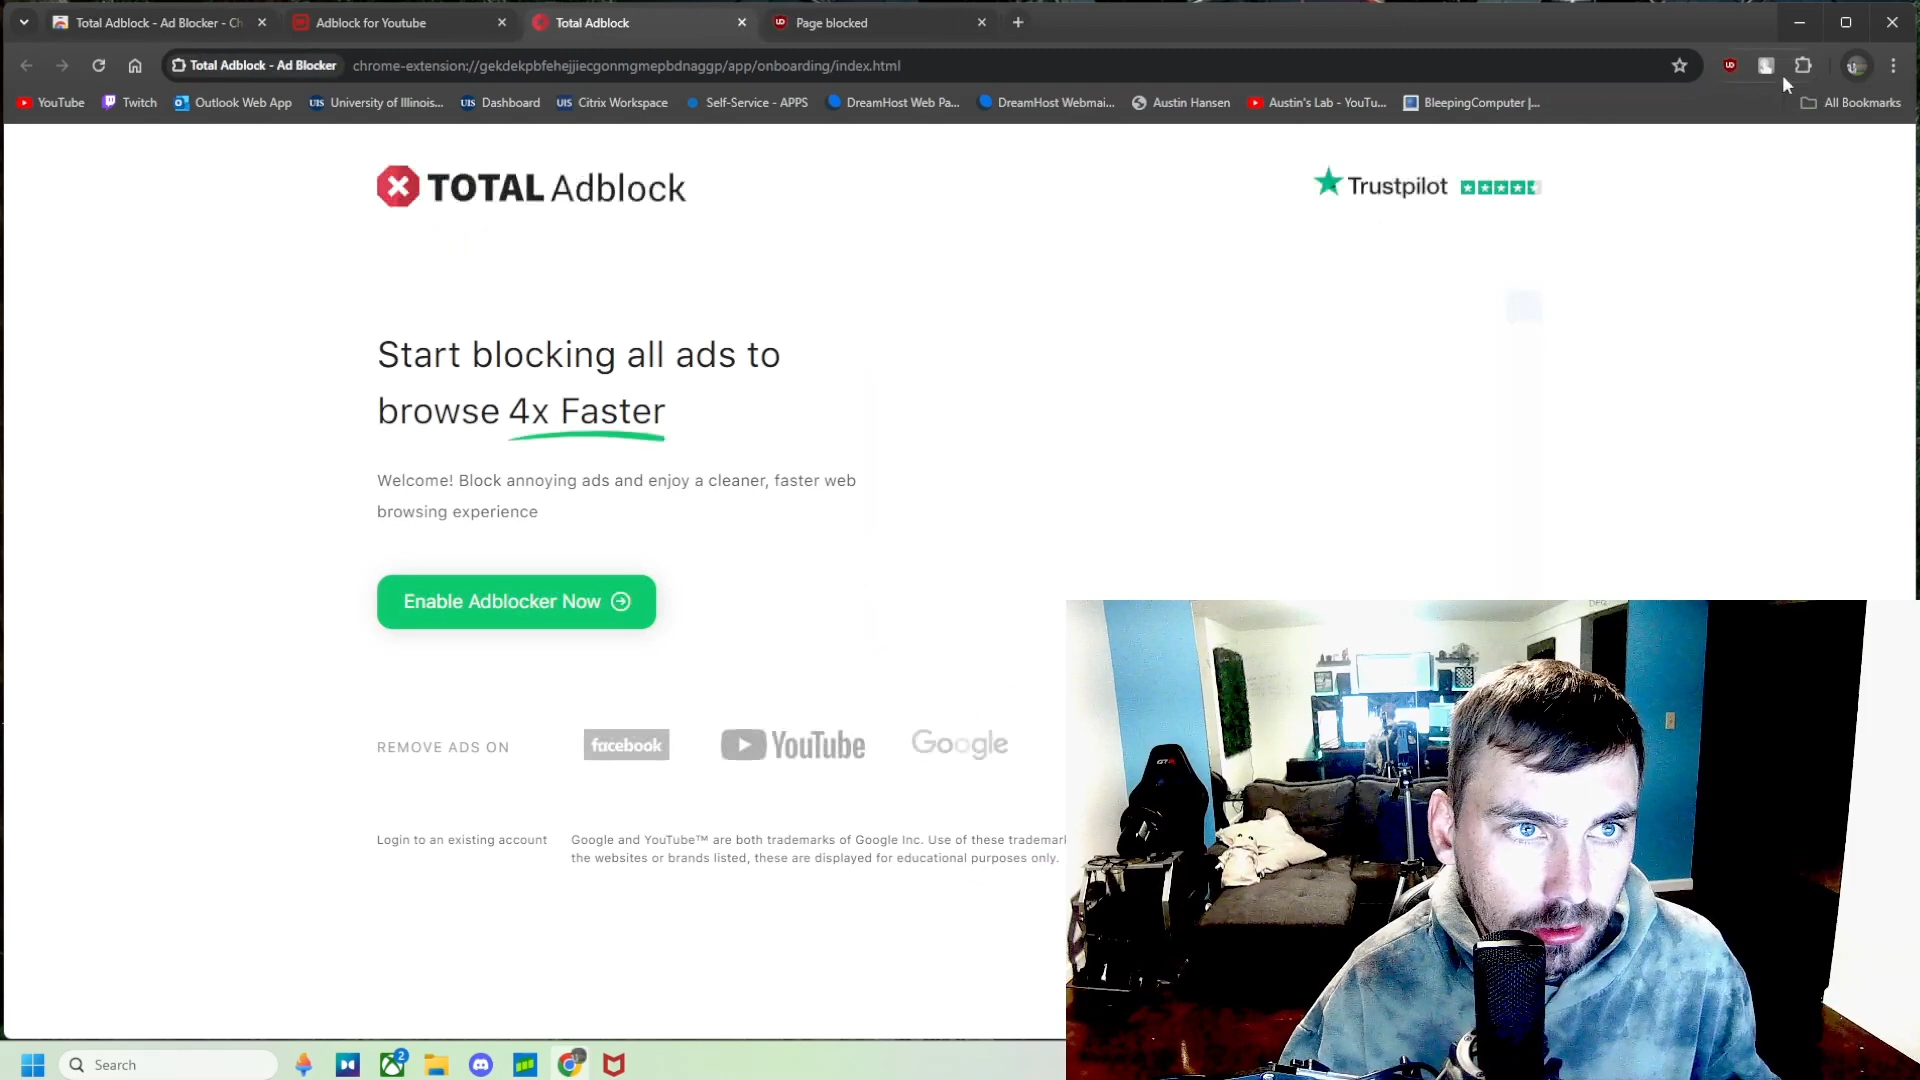 Total Adblock - Ad Blocker - Ch
Adblock for Youtube
Total Adblock
Page blocked
Total Adblock - Ad Blocker
chrome-extension://gekdekpbfehejjiecgonmgmepbdnaggp/app/onboarding/index.html
YouTube
Twitch
Outlook Web App
UIS University of Illinois...
UIS Dashboard
UIS Citrix Workspace
Self-Service - APPS
DreamHost Web Pa...
DreamHost Webmai...
Austin Hansen
Austin's Lab - YouTu...
BleepingComputer |...
All Bookmarks
TOTAL Adblock
Trustpilot
Start blocking all ads to
browse 4x Faster
Welcome! Block annoying ads and enjoy a cleaner, faster web
browsing experience
Enable Adblocker Now
REMOVE ADS ON
facebook
YouTube
Google
Login to an existing account
Google and YouTube™ are both trademarks of Google Inc. Use of these trademark
the websites or brands listed, these are displayed for educational purposes only.
Search
2